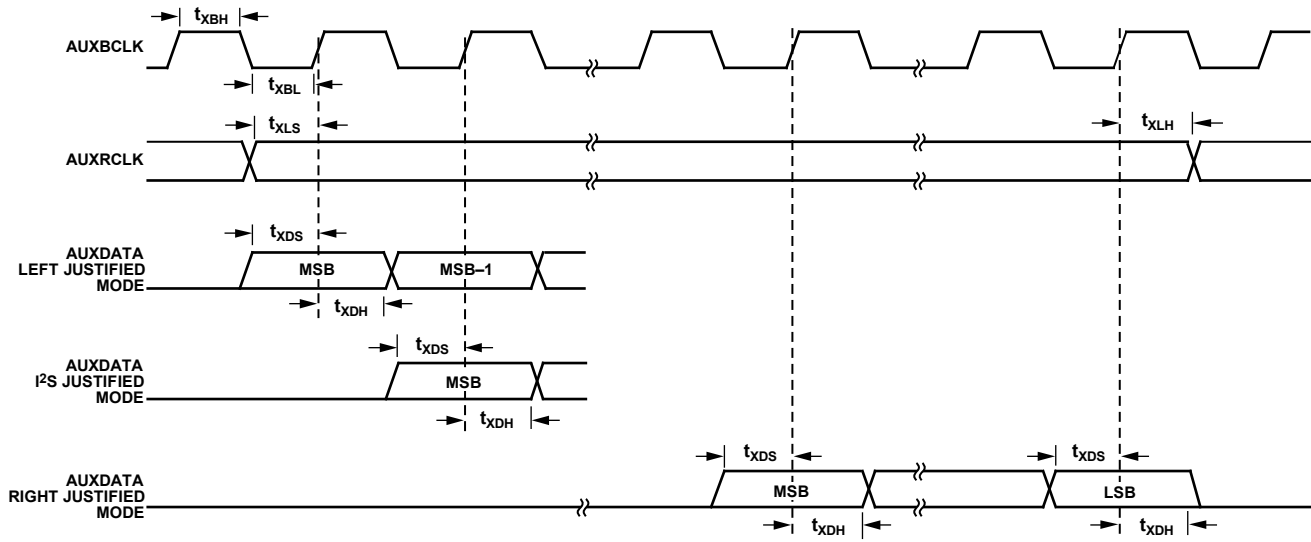 tXBH
AUXBCLK
tXBL
tXLS
tXLH
AUXRCLK
tXDS
AUXDATA
LEFT JUSTIFIED
MODE
MSB
MSB–1
tXDH
tXDS
AUXDATA
I2S JUSTIFIED
MODE
MSB
tXDH
tXDS
tXDS
AUXDATA
RIGHT JUSTIFIED
MODE
MSB
LSB
tXDH
tXDH